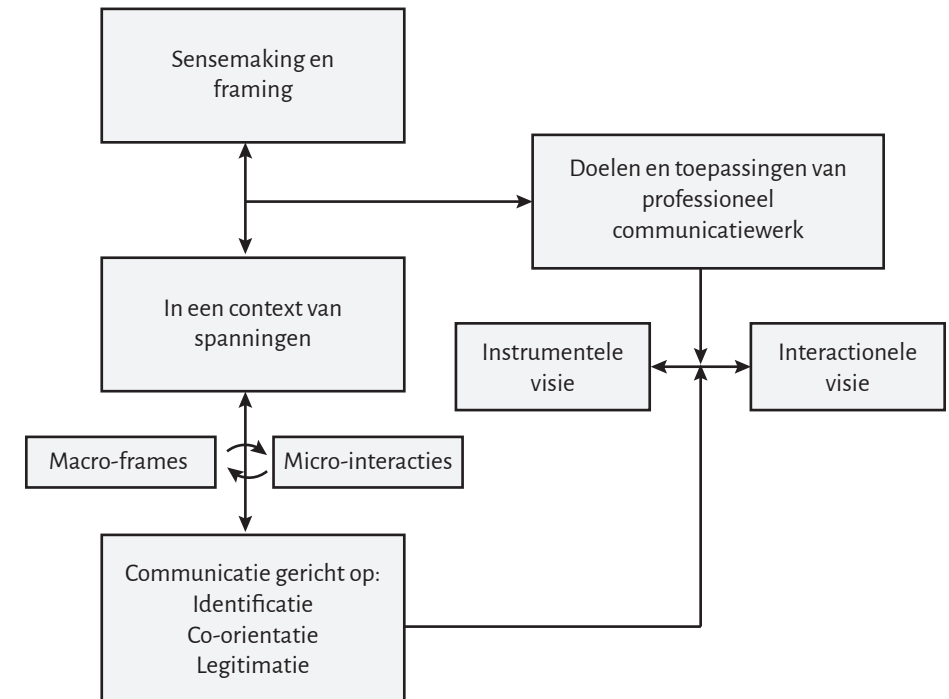 Sensemaking en
framing
Doelen en toepassingen van
professioneel
communicatiewerk
In een context van
spanningen
Instrumentele
visie
Interactionele
visie
Macro-frames
Micro-interacties
Communicatie gericht op:
Identificatie
Co-orientatie
Legitimatie